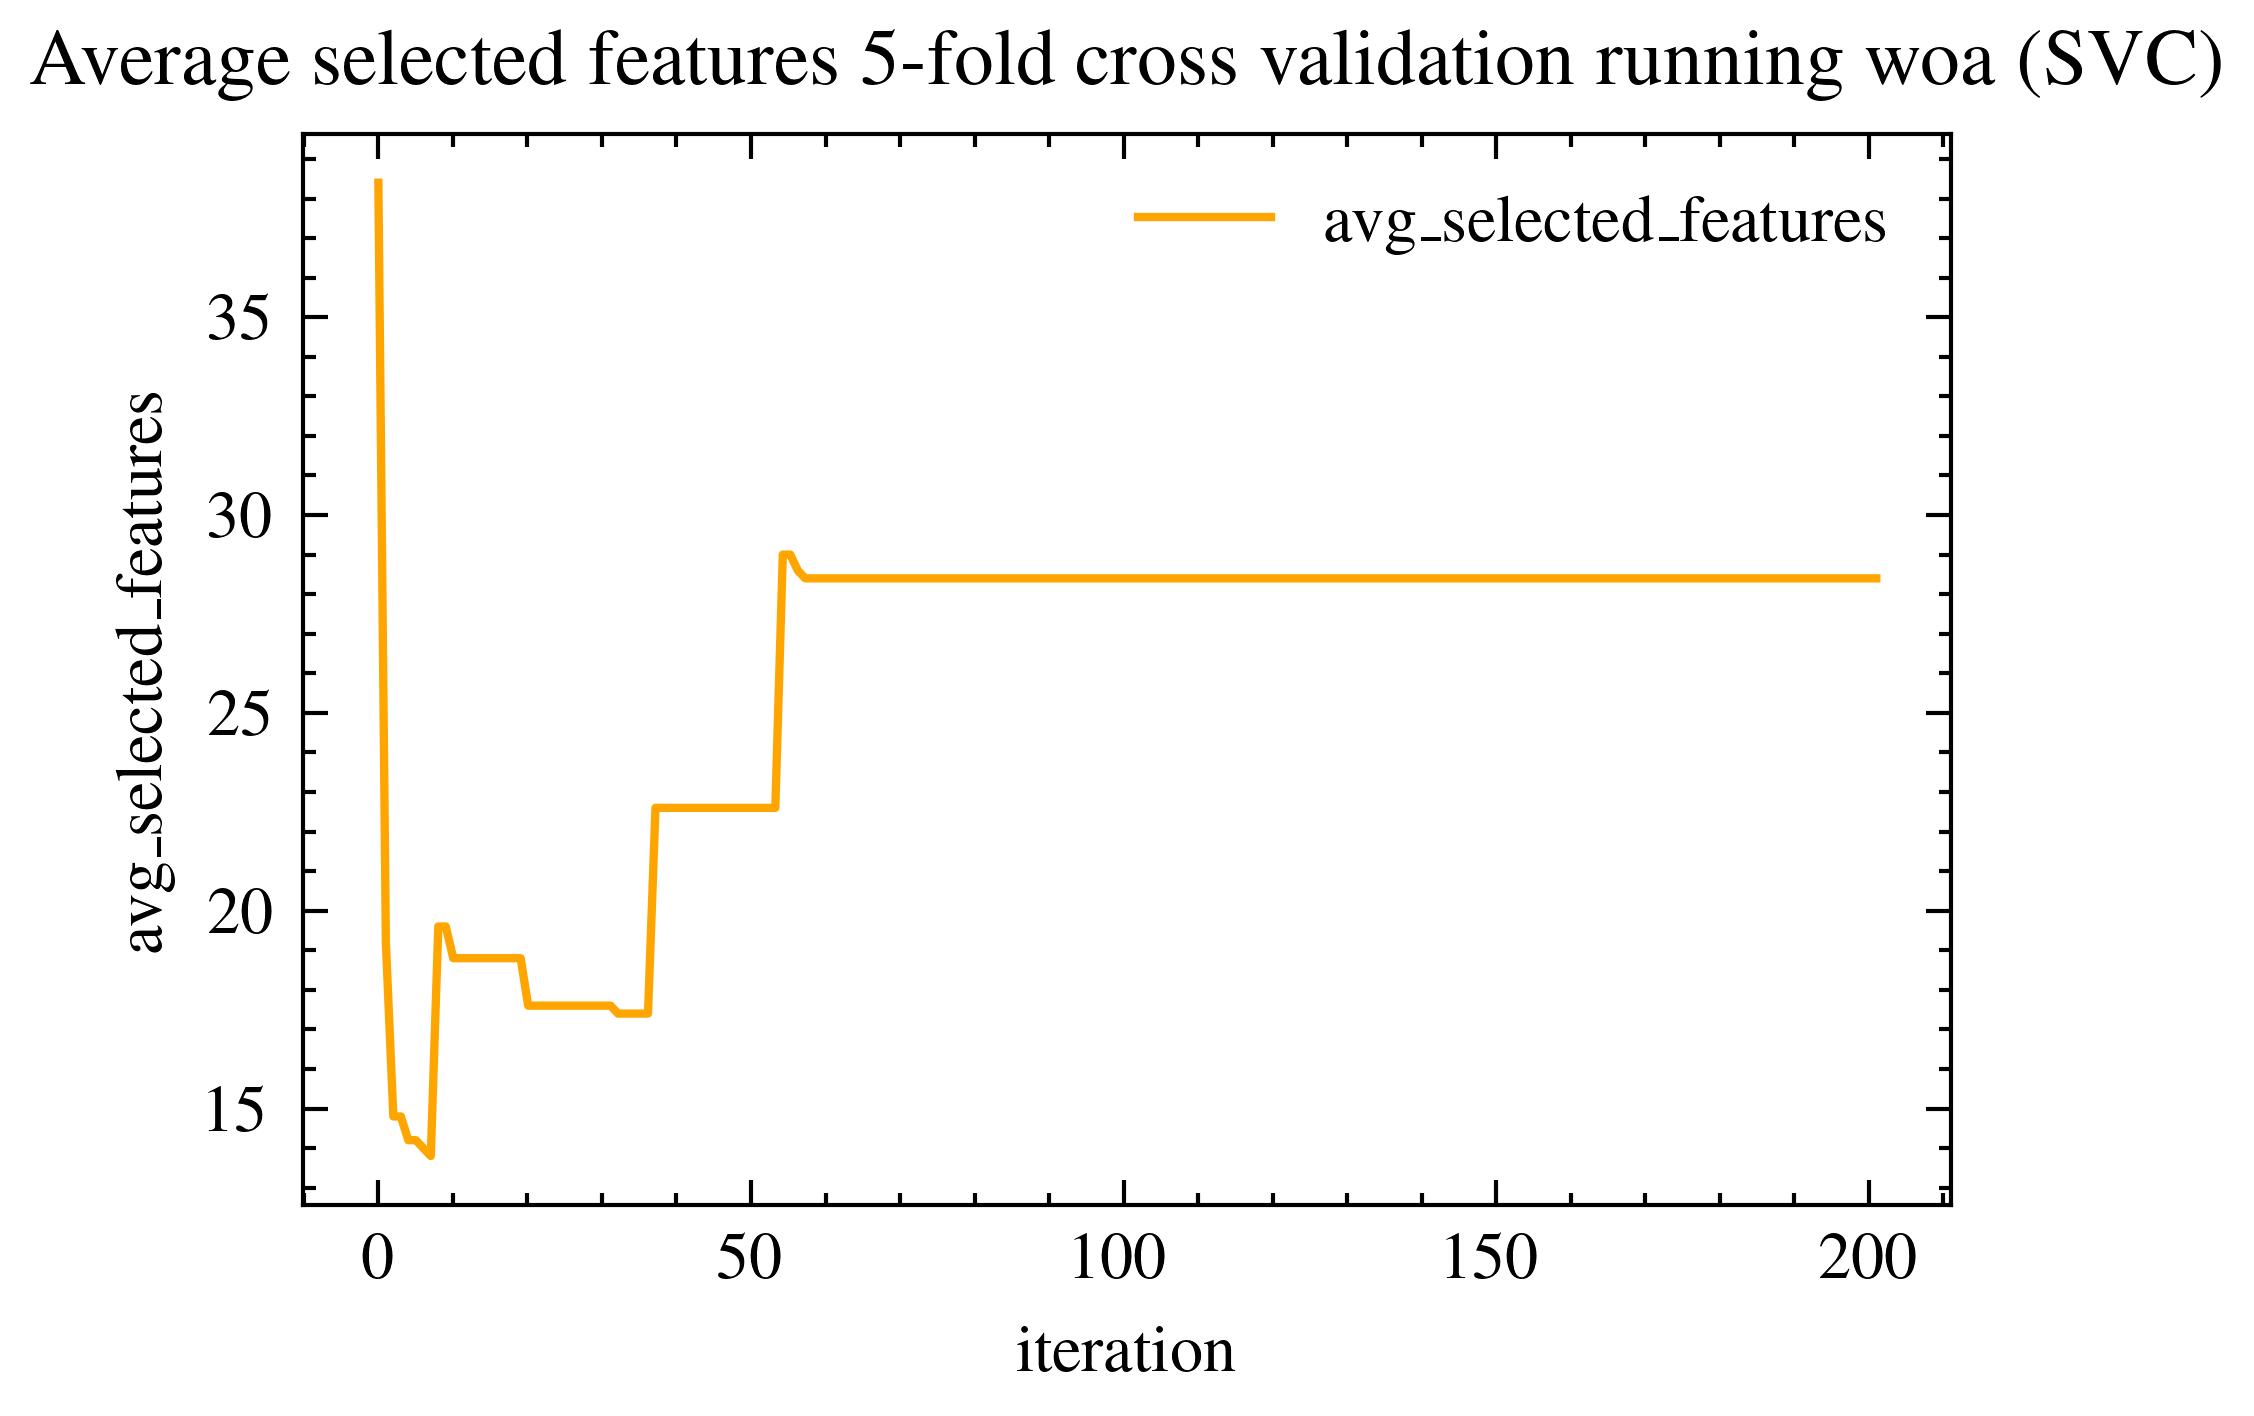 Average selected features 5-fold cross validation running woa (SVC)
avg_selected_features
35
30
25
20
15
avg_selected_features
0 50 100 150 200
iteration